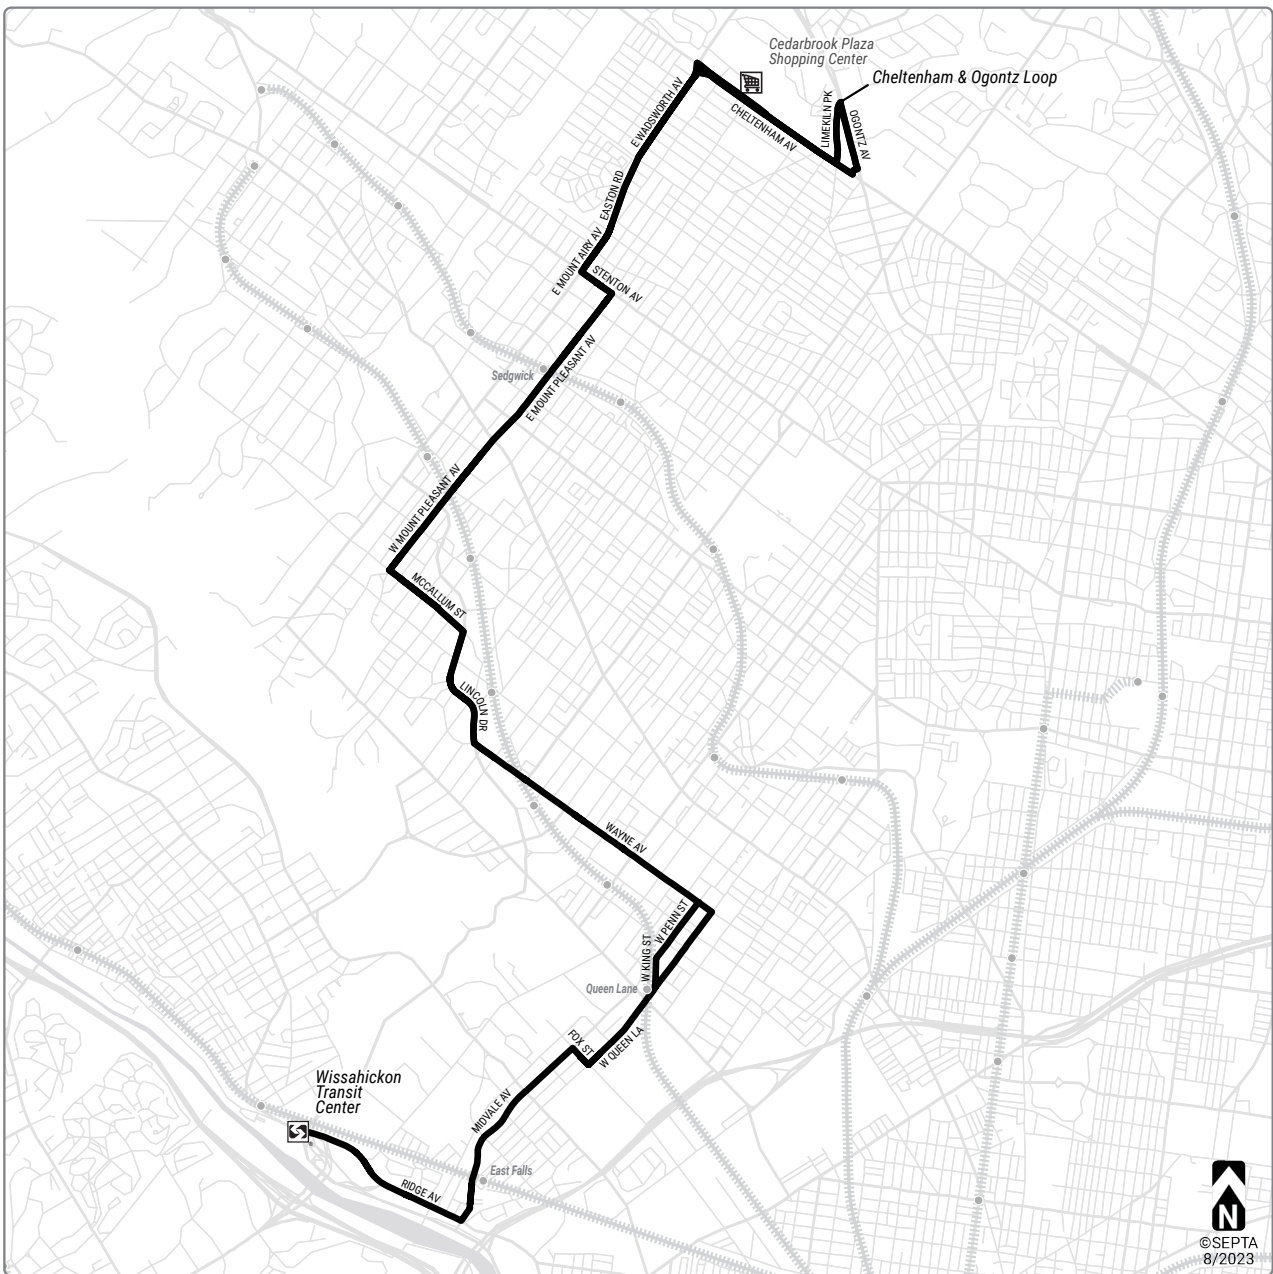 Cedarbrook Plaza
Shopping Center
Cheltenham & Ogontz Loop
E WADSWORTH AV
CHELTENHAM AV
LIMEKILN PK
OGONTZ AV
EASTON RD
E MOUNT AIRY AV
STENTON AV
Sedgwick
E MOUNT PLEASANT AV
W MOUNT PLEASANT AV
MCCALLUM ST
LINCOLN DR
WAYNE AV
W PENN ST
W KING ST
Queen Lane
FOX ST
W QUEEN LA
Wissahickon
Transit
Center
MIDVALE AV
East Falls
RIDGE AV
N
©SEPTA
8/2023